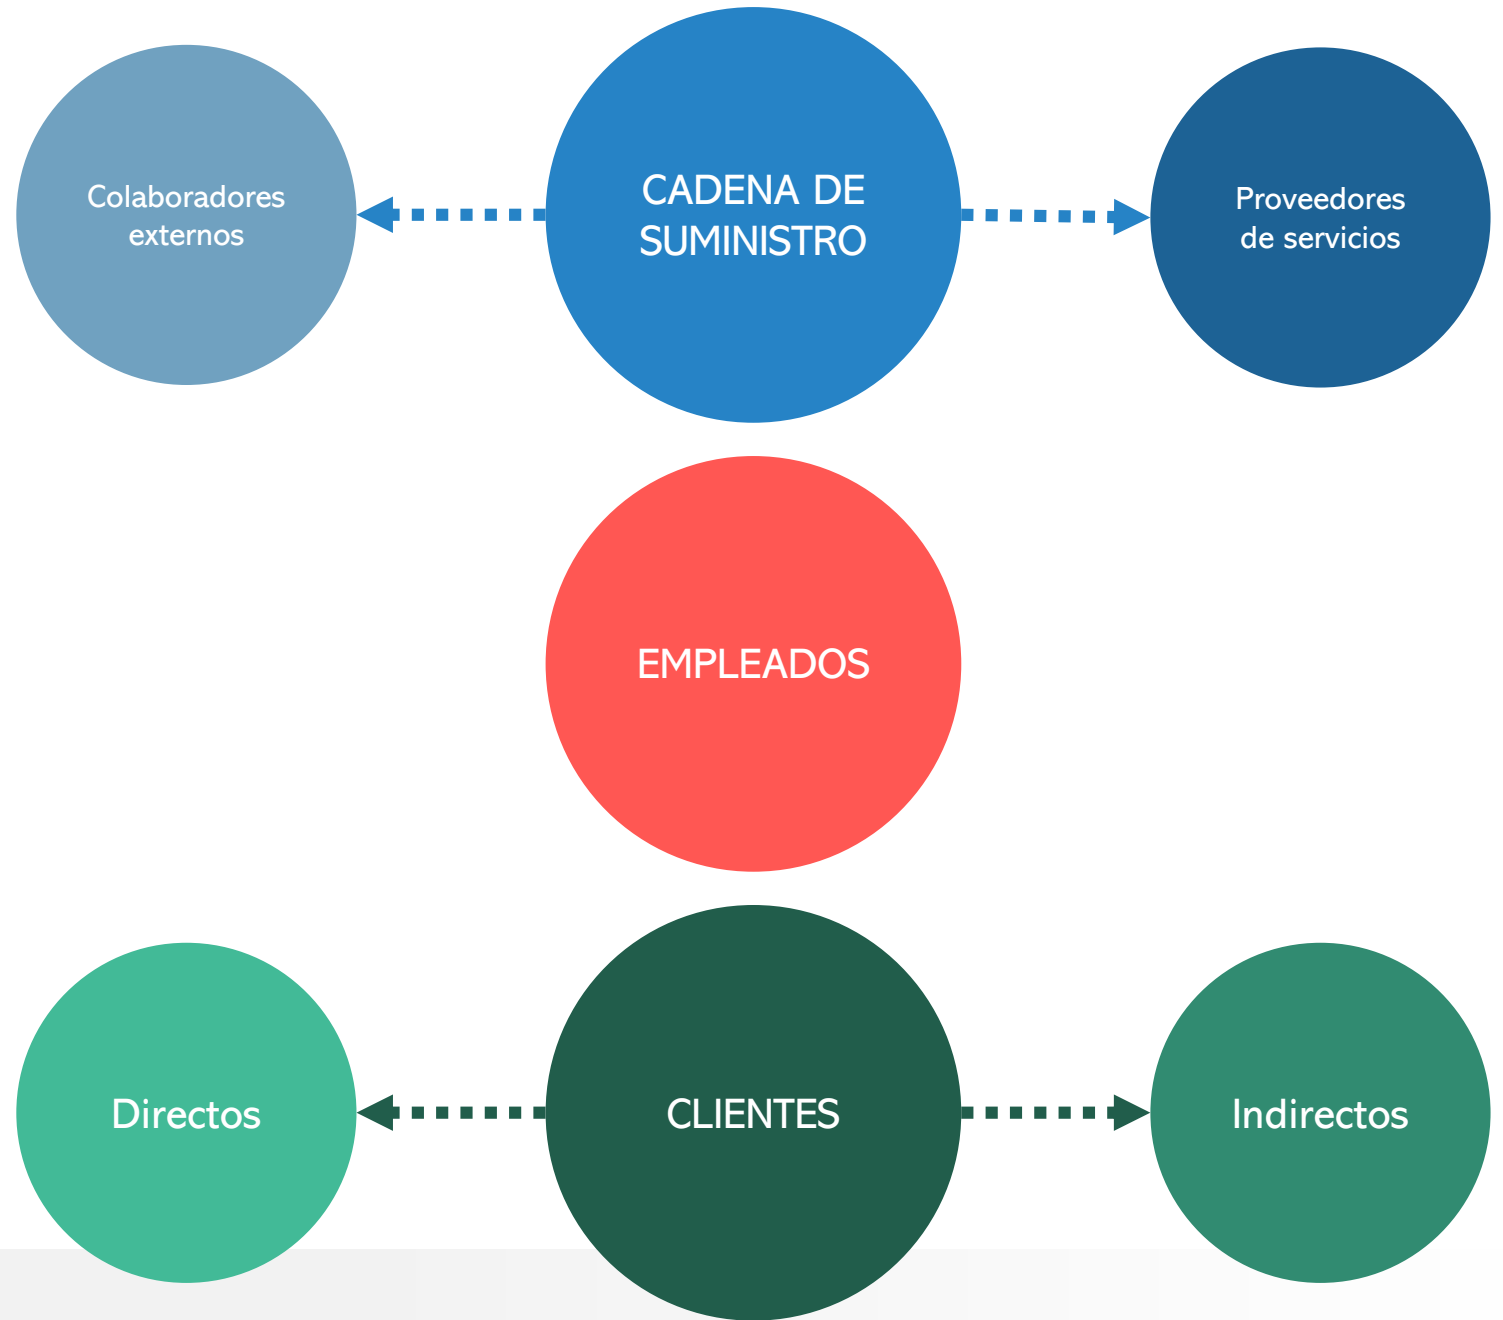 Colaboradores
externos
CADENA DE
SUMINISTRO
Proveedores
de servicios
EMPLEADOS
Directos
CLIENTES
Indirectos